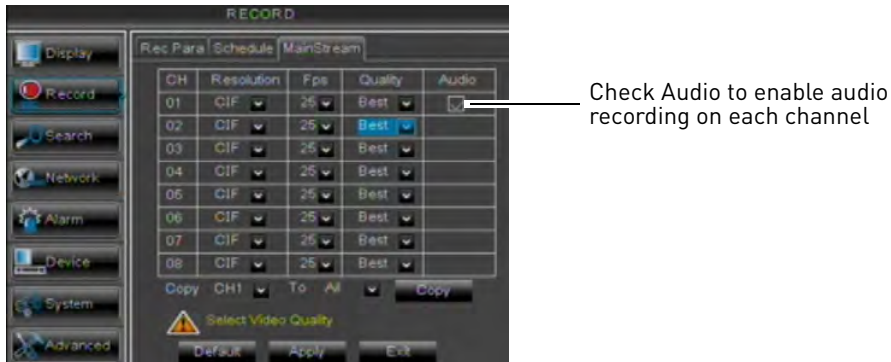 RECORD
Display
Record
Search
Network
Alarm
Device
System
Advanced
Rec Para Schedule MainStream
CH Resolution Fps Quality Audio
01 CIF 25 Best
02 CIF 25 Best
03 CIF 25 Best
04 CIF 25 Best
05 CIF 25 Best
06 CIF 25 Best
07 CIF 25 Best
08 CIF 25 Best
Copy CH1 To All Copy
Select Video Quality
Default Apply Exit
Check Audio to enable audio
recording on each channel